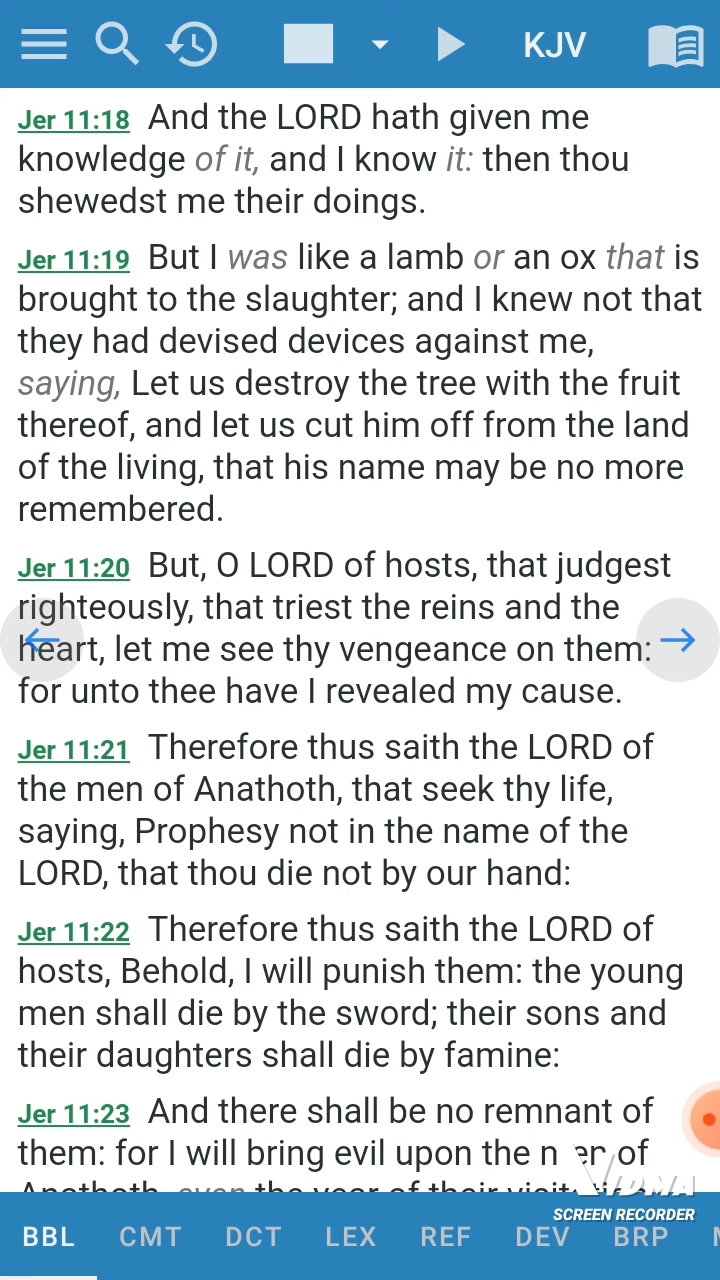 KJV
Jer 11:18 And the LORD hath given me
knowledge of it, and I know it: then thou
shewedst me their doings.
Jer 11:19 But I was like a lamb or an ox that is
brought to the slaughter; and I knew not that
they had devised devices against me,
saying, Let us destroy the tree with the fruit
thereof, and let us cut him off from the land
of the living, that his name may be no more
remembered.
Jer 11:20 But, O LORD of hosts, that judgest
righteously, that triest the reins and the
heart, let me see thy vengeance on them:
for unto thee have I revealed my cause.
Jer 11:21 Therefore thus saith the LORD of
the men of Anathoth, that seek thy life,
saying, Prophesy not in the name of the
LORD, that thou die not by our hand:
Jer 11:22 Therefore thus saith the LORD of
hosts, Behold, I will punish them: the young
men shall die by the sword; their sons and
their daughters shall die by famine:
Jer 11:23 And there shall be no remnant of
them: for I will bring evil upon the men of
Anathoth, even the year of their
VIDMA
SCREEN RECORDER
BBL CMT DCT LEX REF DEV BRP